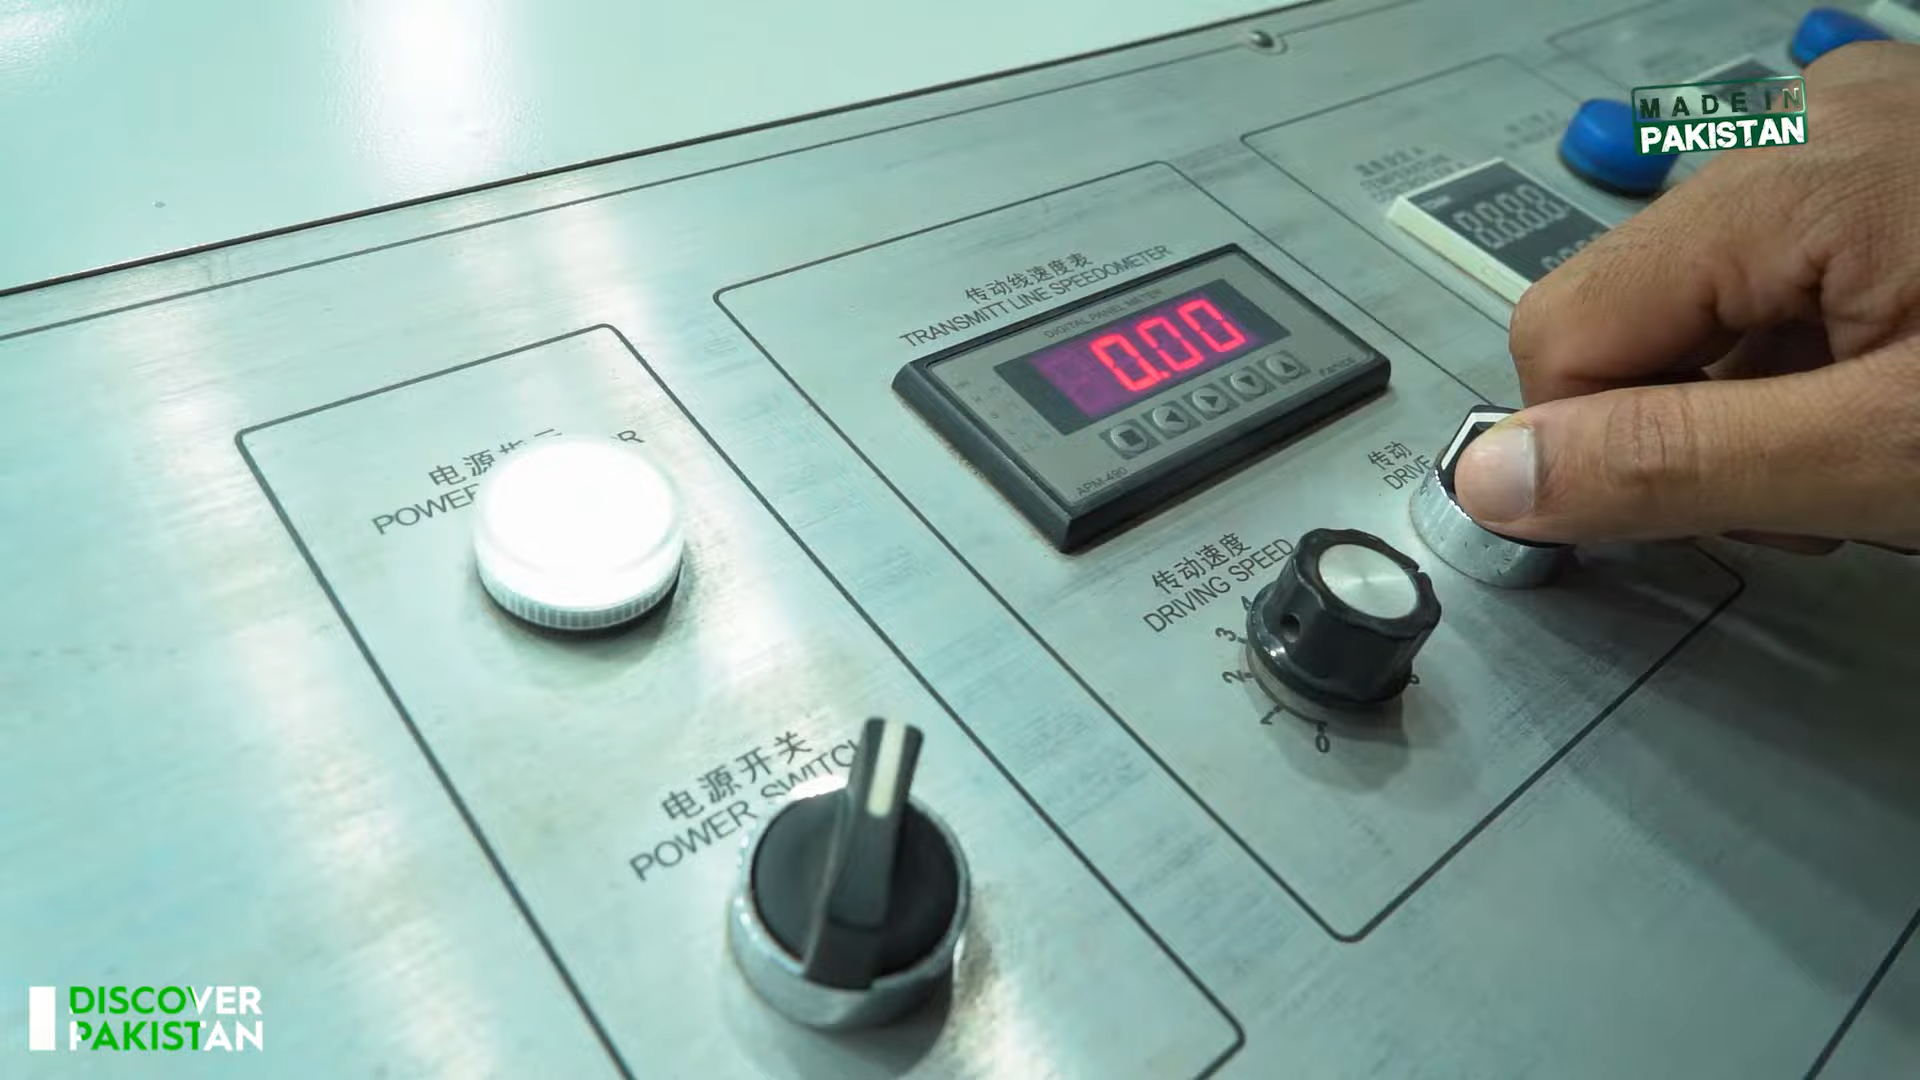 MADE IN
PAKISTAN
传动线速度表
TRANSMITT LINE SPEEDOMETER
DIGITAL PANEL METER
0.00
APM-490
电源
POWER
传动
DRIVE
传动速度
DRIVING SPEED
4
3
2
1
0
电源开关
POWER SWITCH
DISCOVER
PAKISTAN